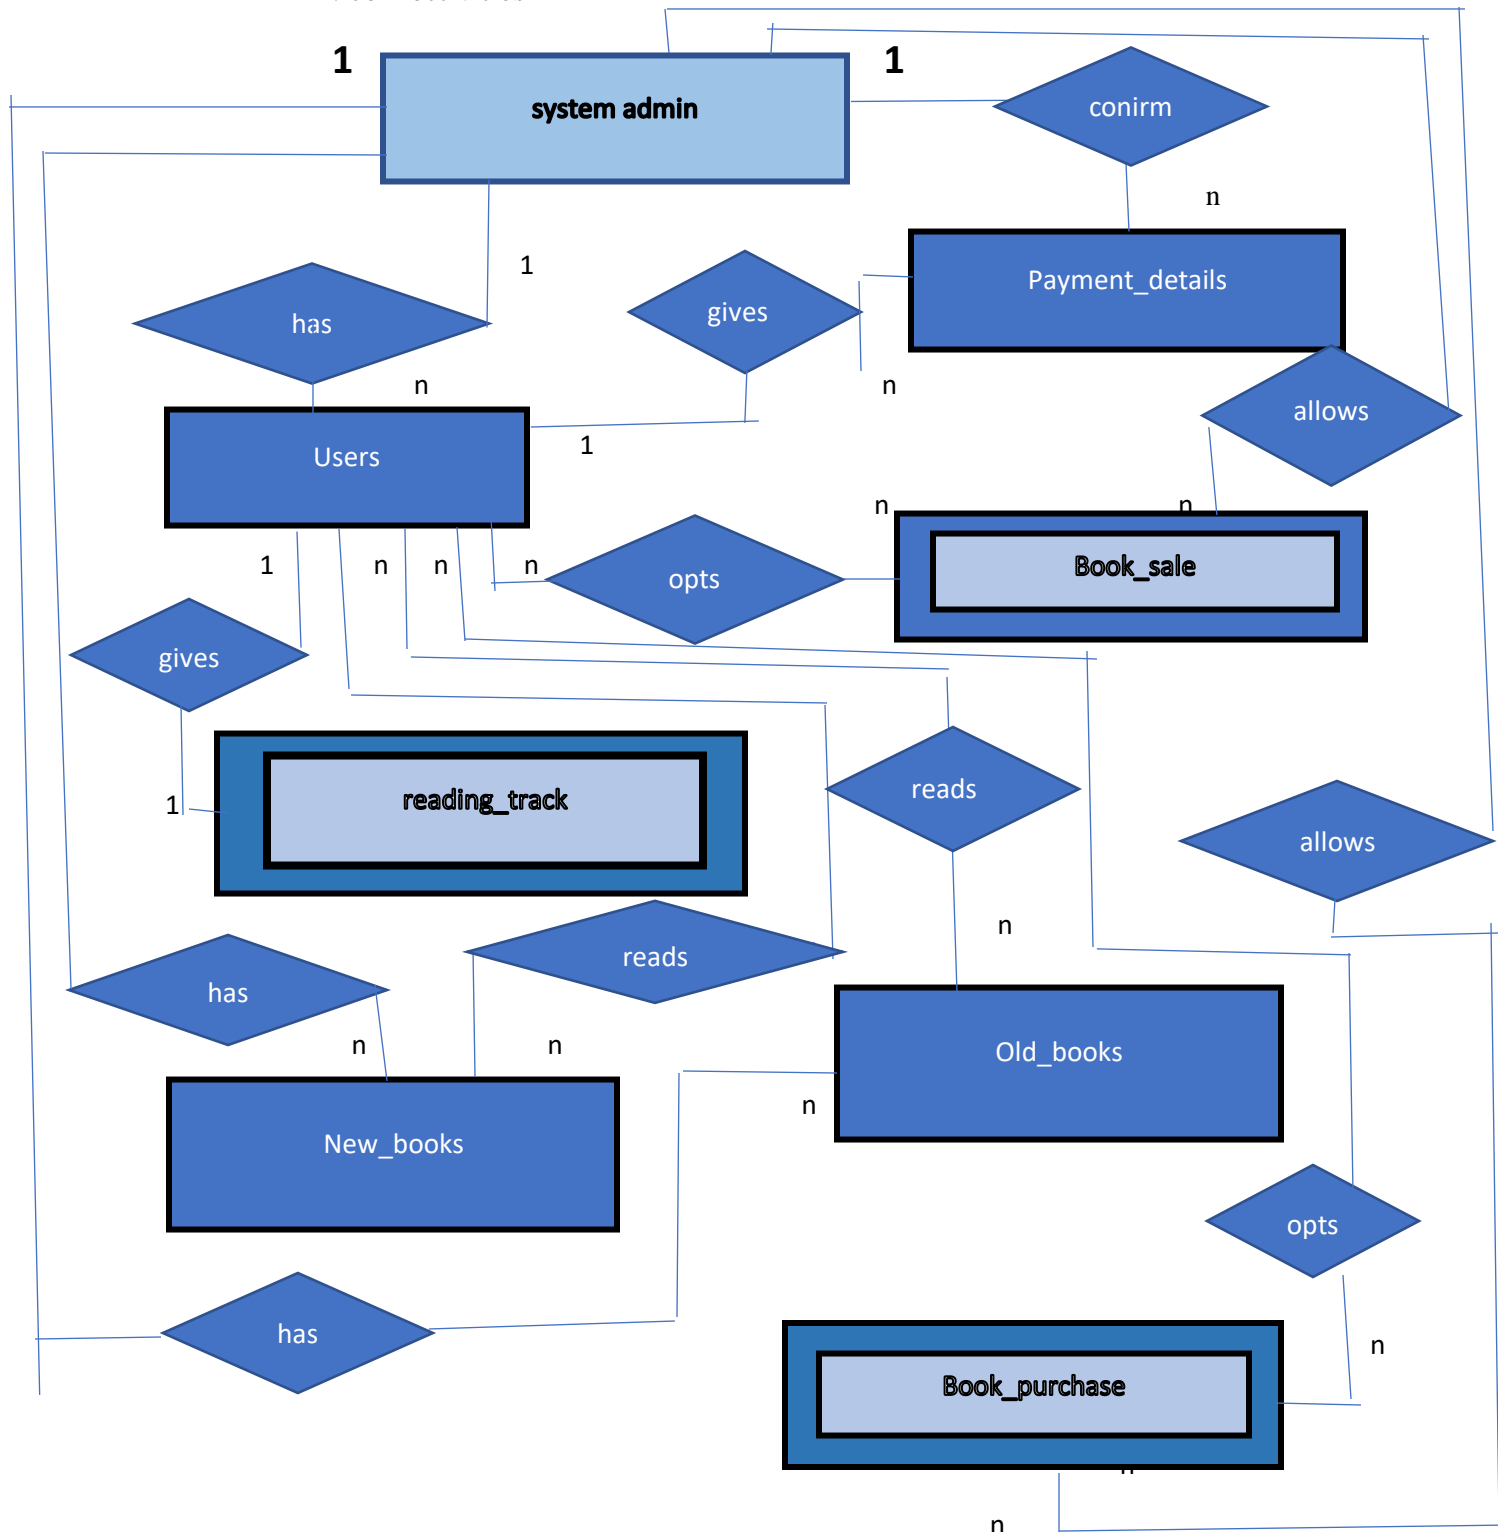 1
1
system admin
conirm
n
1
Payment_details
gives
has
n
n
allows
1
Users
n
n
1
n
n
n
opts
Book_sale
gives
reads
reading_track
1
allows
n
reads
has
n
n
Old_books
n
New_books
opts
has
n
Book_purchase
n